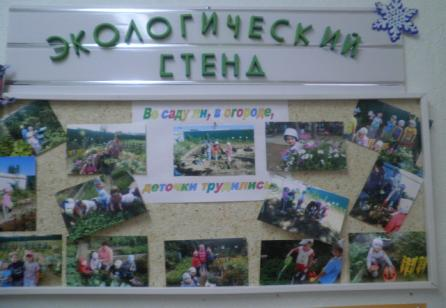 ЭКОЛОГИЧЕСКИЙ
СТЕНД
Во саду ли, в огороде,
деточки трудились